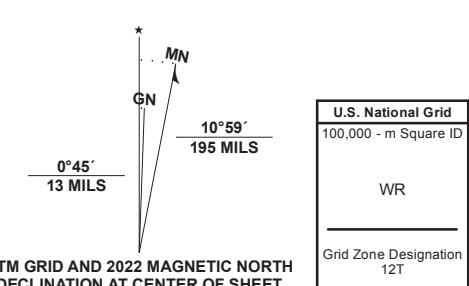 ★
MN
GN
10°59´
195 MILS
0°45´
13 MILS
TM GRID AND 2022 MAGNETIC NORTH
DECLINATION AT CENTER OF SHEET
U.S. National Grid
100,000 - m Square ID
WR
Grid Zone Designation
12T